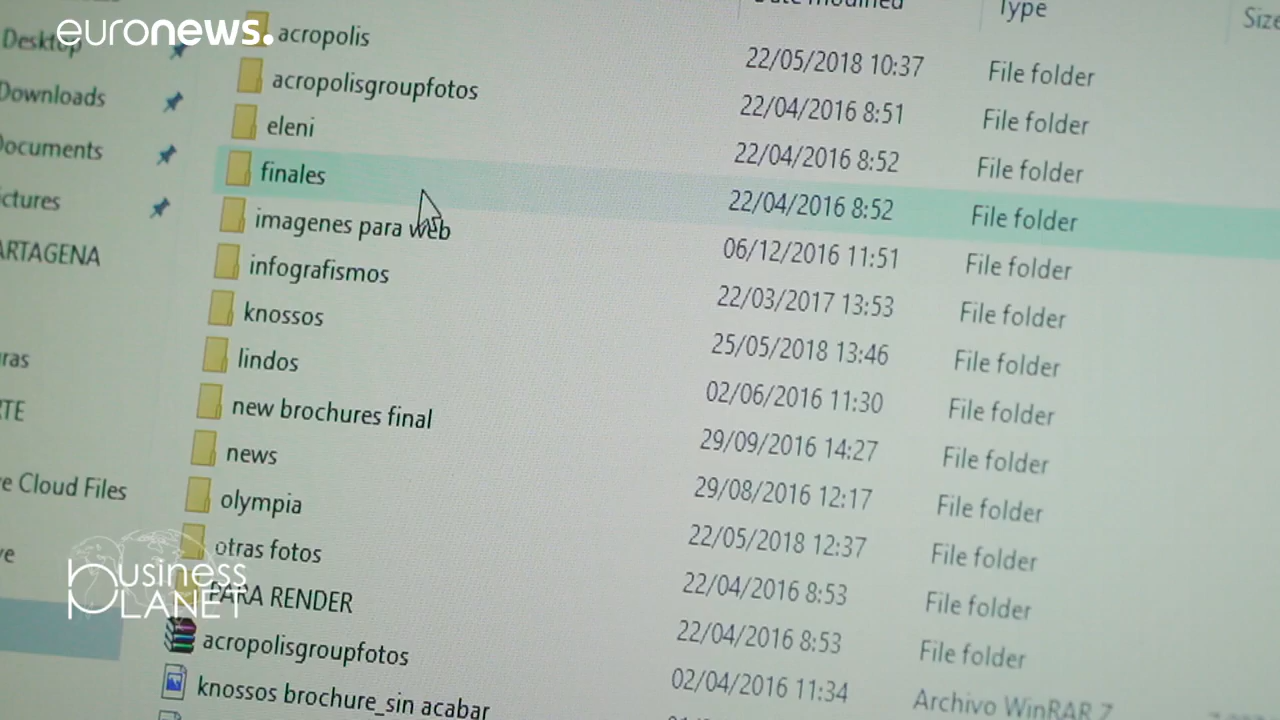 euronews.
Date modified Type Size
Desktop acropolis 22/05/2018 10:37 File folder
Downloads acropolisgroupfotos 22/04/2016 8:51 File folder
eleni 22/04/2016 8:52 File folder
Documents finales 22/04/2016 8:52 File folder
ictures imagenes para web 06/12/2016 11:51 File folder
ARTAGENA infografismos 22/03/2017 13:53 File folder
knossos 25/05/2018 13:46 File folder
ras lindos 02/06/2016 11:30 File folder
RTE new brochures final 29/09/2016 14:27 File folder
news 29/08/2016 12:17 File folder
e Cloud Files olympia 22/05/2018 12:37 File folder
ve otras fotos 22/04/2016 8:53 File folder
PARA RENDER 22/04/2016 8:53 File folder
acropolisgroupfotos 02/04/2016 11:34 Archivo WinRAR Z
knossos brochure_sin acabar
business
PLANET